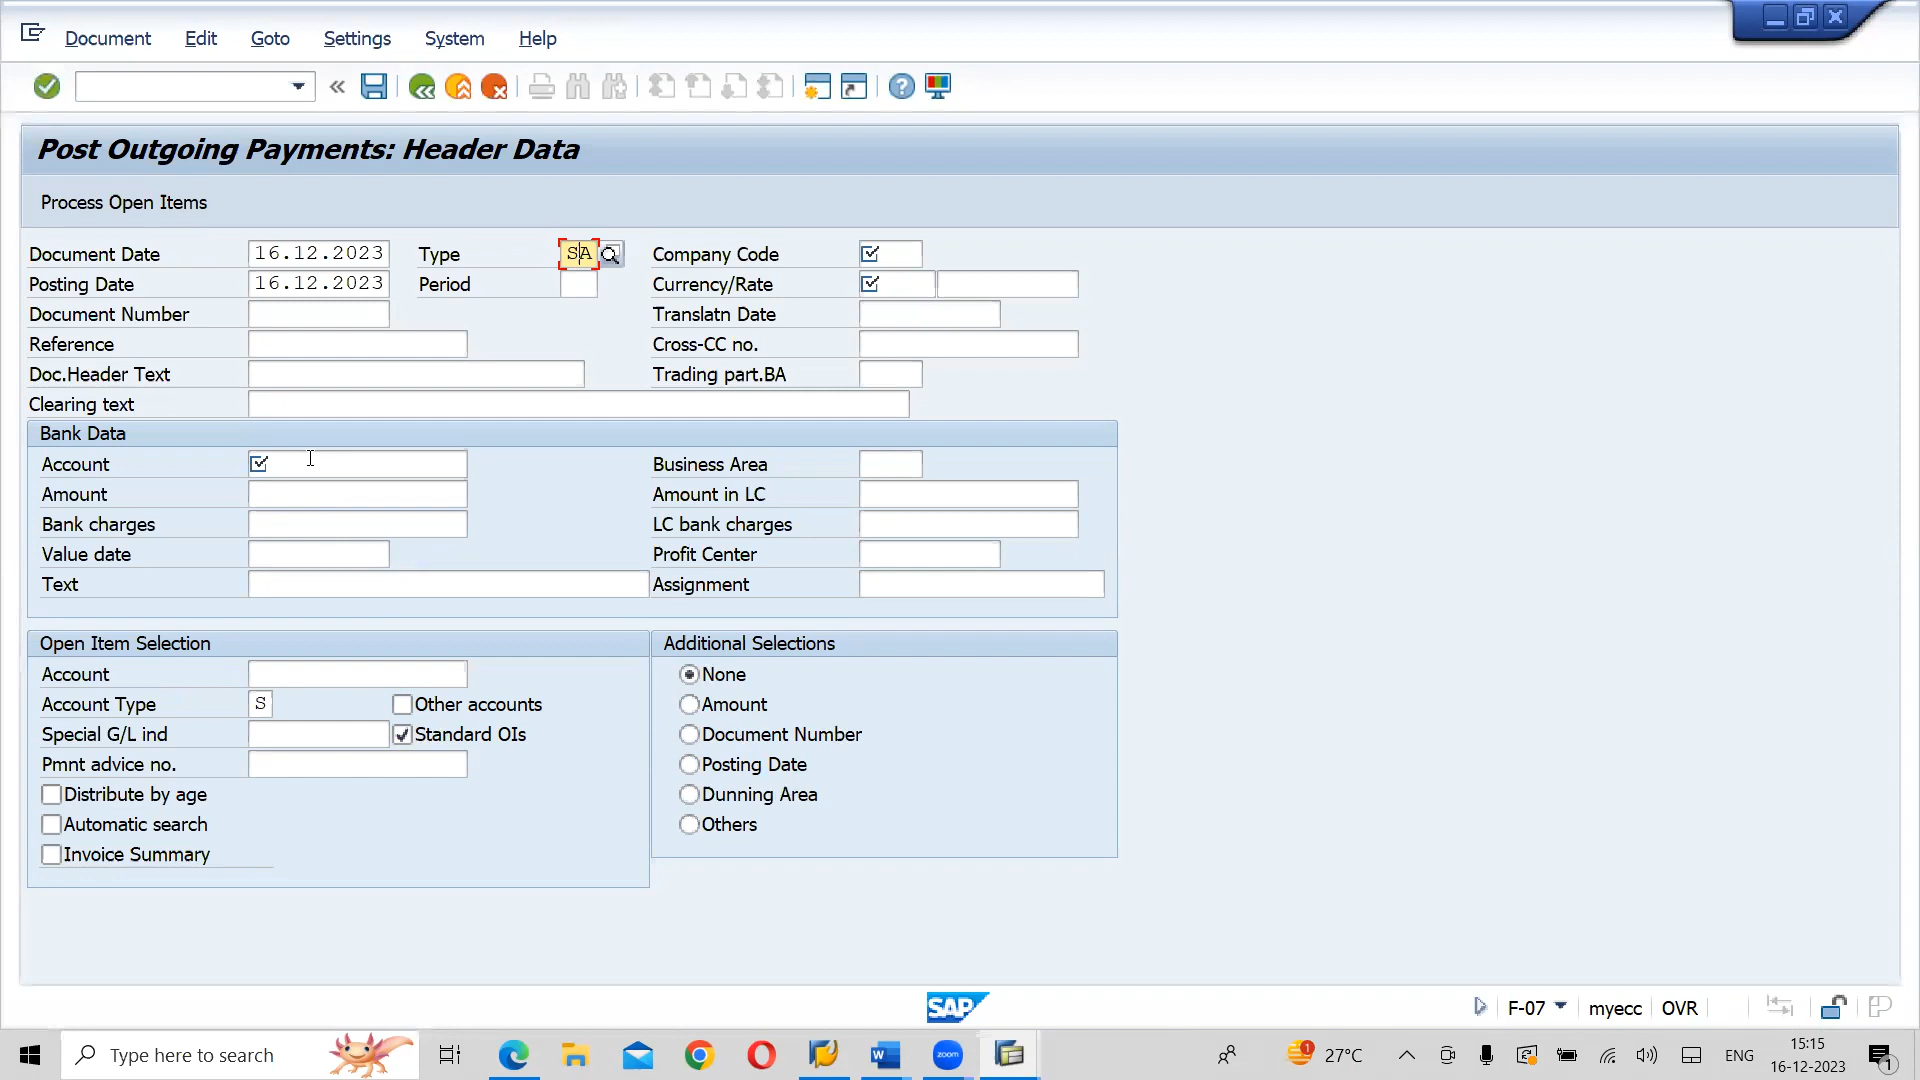 Document Edit Goto Settings System Help
Post Outgoing Payments: Header Data
Process Open Items
Document Date 16.12.2023 Type SA Company Code
Posting Date 16.12.2023 Period Currency/Rate
Document Number Translatn Date
Reference Cross-CC no.
Doc.Header Text Trading part.BA
Clearing text
Bank Data
Account Business Area
Amount Amount in LC
Bank charges LC bank charges
Value date Profit Center
Text Assignment
Open Item Selection Additional Selections
Account None
Account Type S Other accounts Amount
Special G/L ind Standard OIs Document Number
Pmnt advice no. Posting Date
Distribute by age Dunning Area
Automatic search Others
Invoice Summary
SAP F-07 myecc OVR
Type here to search zoom 1 27°C ENG 15:15
16-12-2023 1